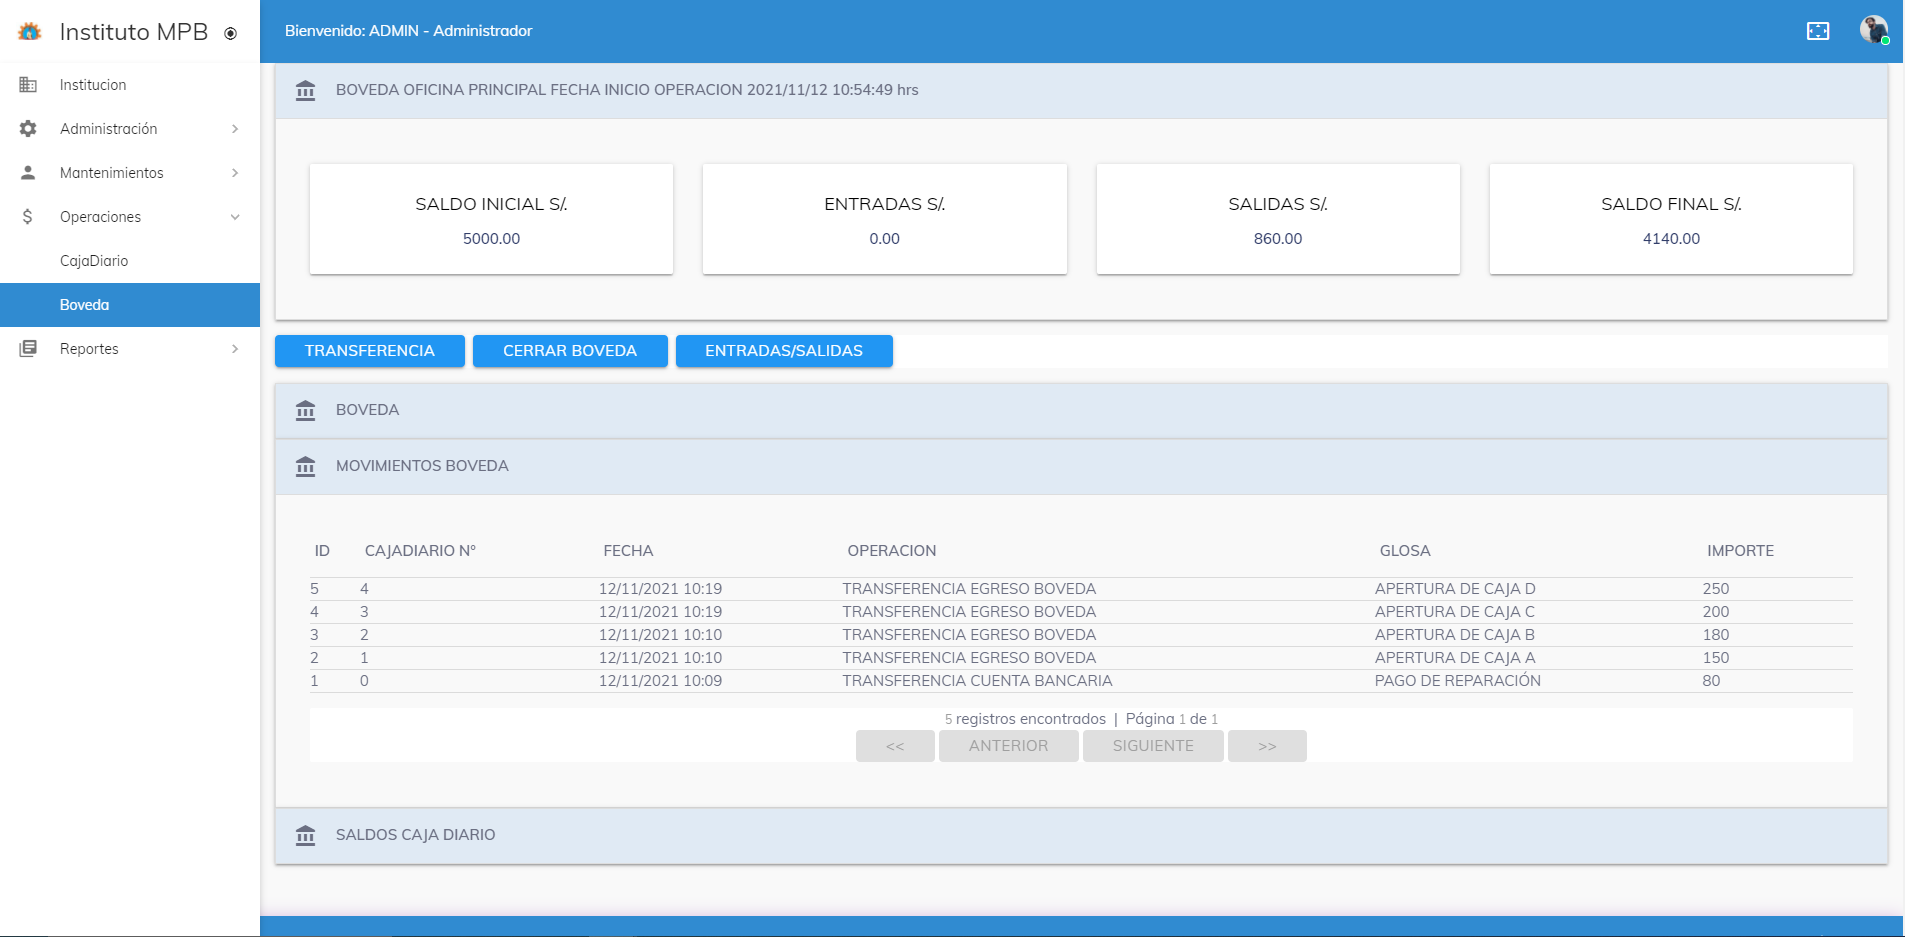 Instituto MPB
Institucion
Administración
Mantenimientos
Operaciones
CajaDiario
Boveda
Reportes
Bienvenido: ADMIN - Administrador
BOVEDA OFICINA PRINCIPAL FECHA INICIO OPERACION 2021/11/12 10:54:49 hrs
SALDO INICIAL S/. ENTRADAS S/. SALIDAS S/. SALDO FINAL S/.
5000.00 0.00 860.00 4140.00
TRANSFERENCIA CERRAR BOVEDA ENTRADAS/SALIDAS
BOVEDA
MOVIMIENTOS BOVEDA
ID CAJADIARIO N° FECHA OPERACION GLOSA IMPORTE
5 4 12/11/2021 10:19 TRANSFERENCIA EGRESO BOVEDA APERTURA DE CAJA D 250
4 3 12/11/2021 10:19 TRANSFERENCIA EGRESO BOVEDA APERTURA DE CAJA C 200
3 2 12/11/2021 10:10 TRANSFERENCIA EGRESO BOVEDA APERTURA DE CAJA B 180
2 1 12/11/2021 10:10 TRANSFERENCIA EGRESO BOVEDA APERTURA DE CAJA A 150
1 0 12/11/2021 10:09 TRANSFERENCIA CUENTA BANCARIA PAGO DE REPARACIÓN 80
5 registros encontrados | Página 1 de 1
<< ANTERIOR SIGUIENTE >>
SALDOS CAJA DIARIO